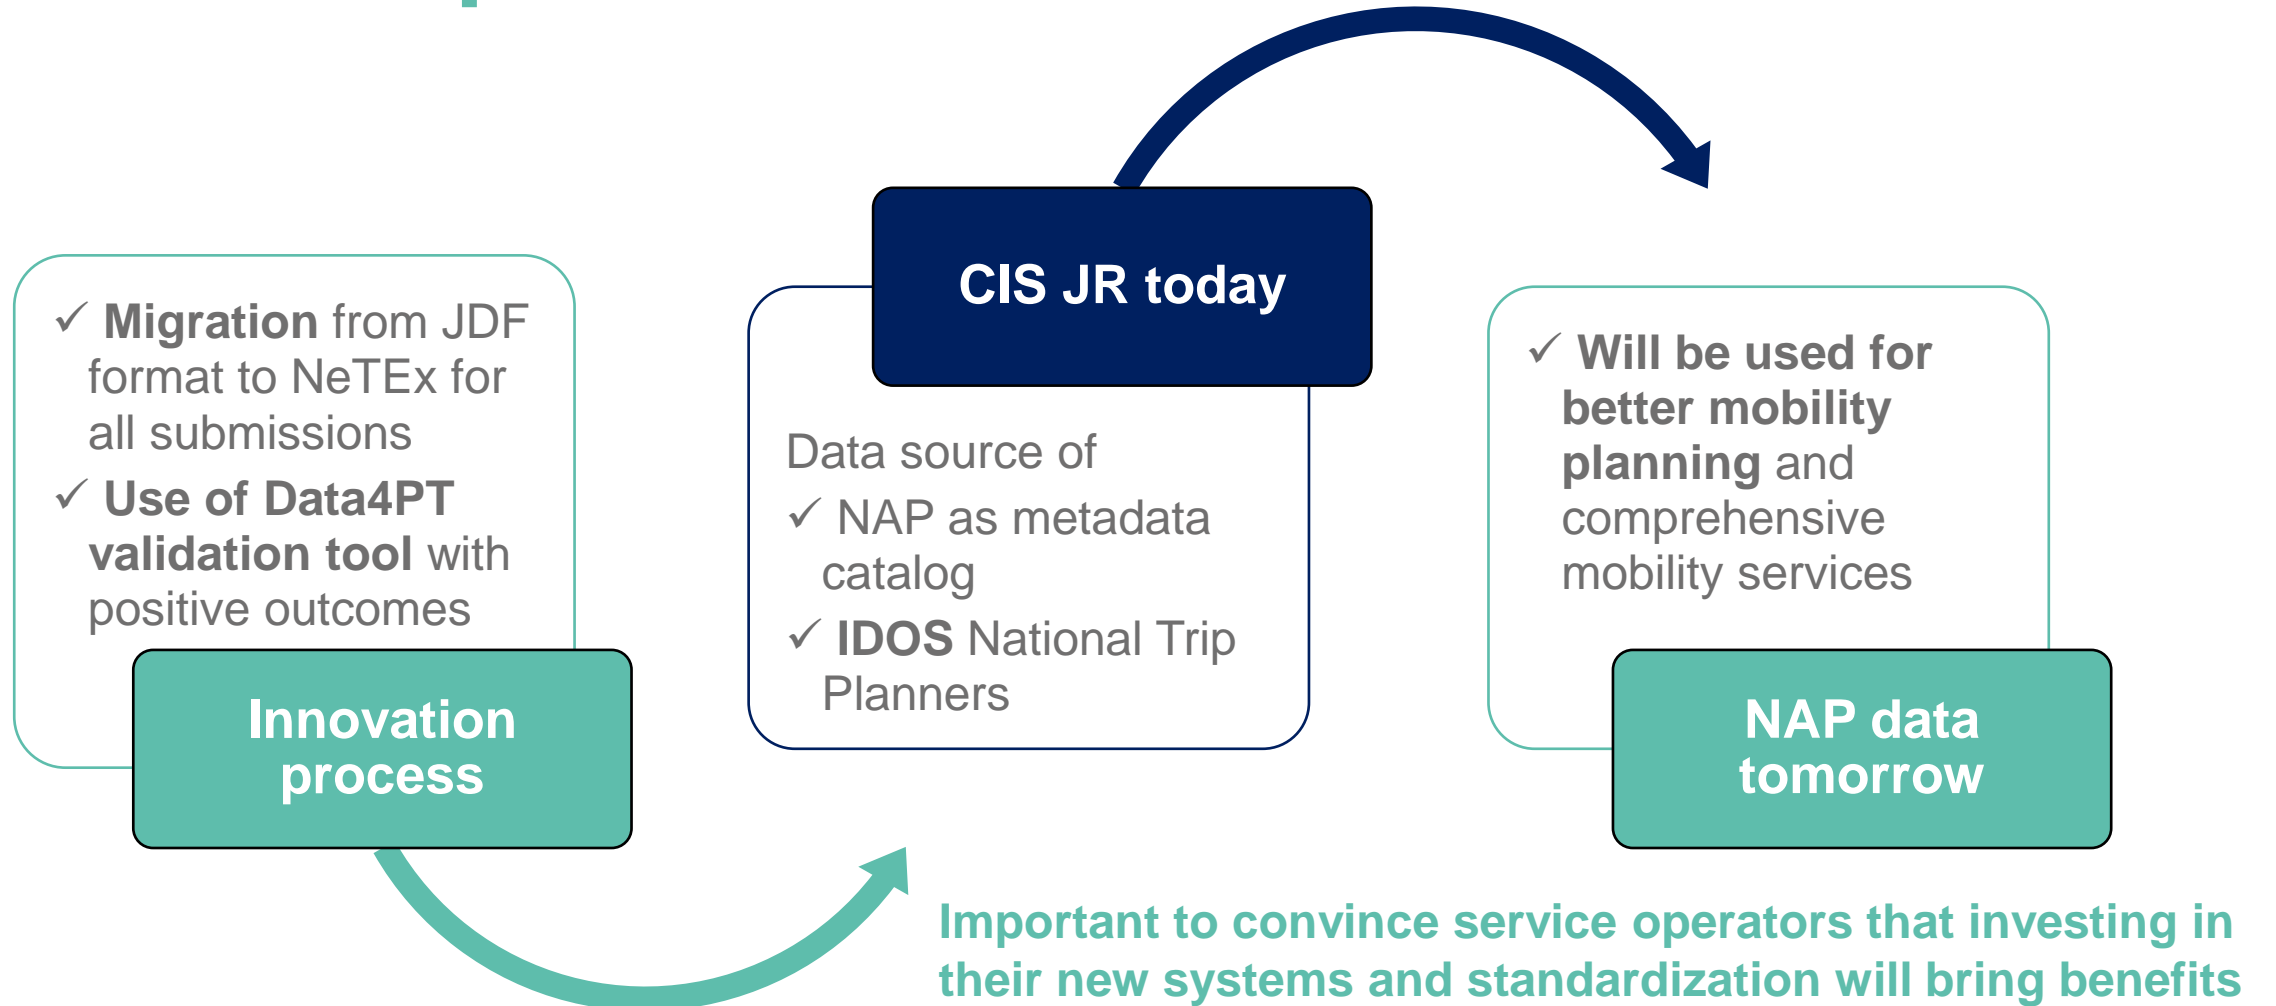 ✓ Migration from JDF
format to NeTEx for
all submissions
✓ Use of Data4PT
validation tool with
positive outcomes
Innovation
process
CIS JR today
Data source of
✓ NAP as metadata
catalog
✓ IDOS National Trip
Planners
✓ Will be used for
better mobility
planning and
comprehensive
mobility services
NAP data
tomorrow
Important to convince service operators that investing in
their new systems and standardization will bring benefits